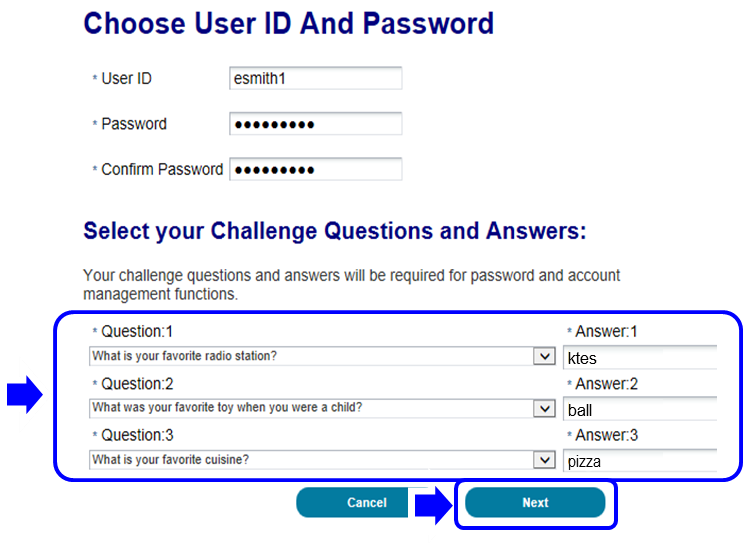 Choose User ID And Password
* User ID esmith1
* Password ●●●●●●●●●
* Confirm Password ●●●●●●●●●
Select your Challenge Questions and Answers:
Your challenge questions and answers will be required for password and account
management functions.
* Question:1 * Answer:1
What is your favorite radio station? ktes
* Question:2 * Answer:2
What was your favorite toy when you were a child? ball
* Question:3 * Answer:3
What is your favorite cuisine? pizza
Cancel Next